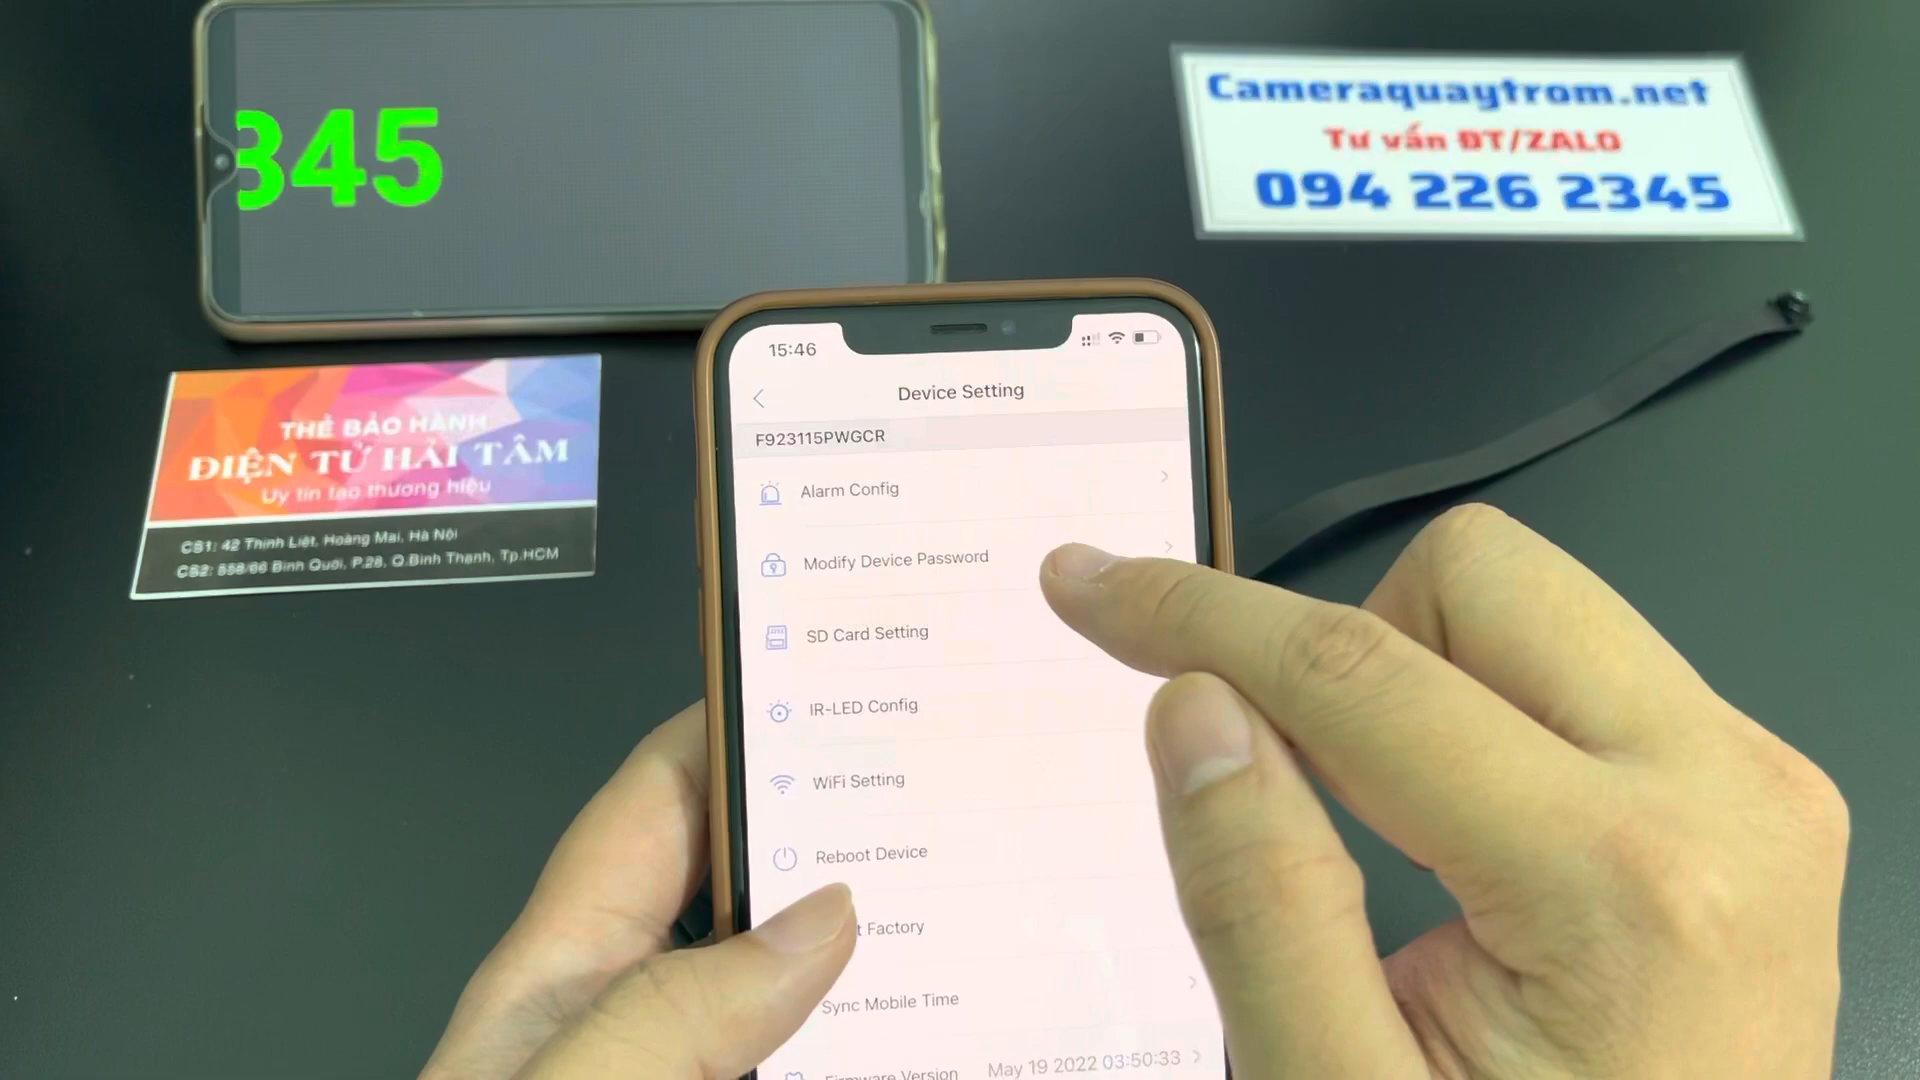 345
Cameraquaytrom.net
Tư vấn ĐT/ZALO
094 226 2345
THẺ BẢO HÀNH
ĐIỆN TỬ HẢI TÂM
Uy tín tạo thương hiệu
CS1: 42 Thịnh Liệt, Hoàng Mai, Hà Nội
CS2: 558/66 Bình Quới, P.28, Q.Bình Thạnh, Tp.HCM
15:46
Device Setting
F923115PWGCR
Alarm Config
Modify Device Password
SD Card Setting
IR-LED Config
WiFi Setting
Reboot Device
t Factory
Sync Mobile Time
Firmware Version May 19 2022 03:50:33